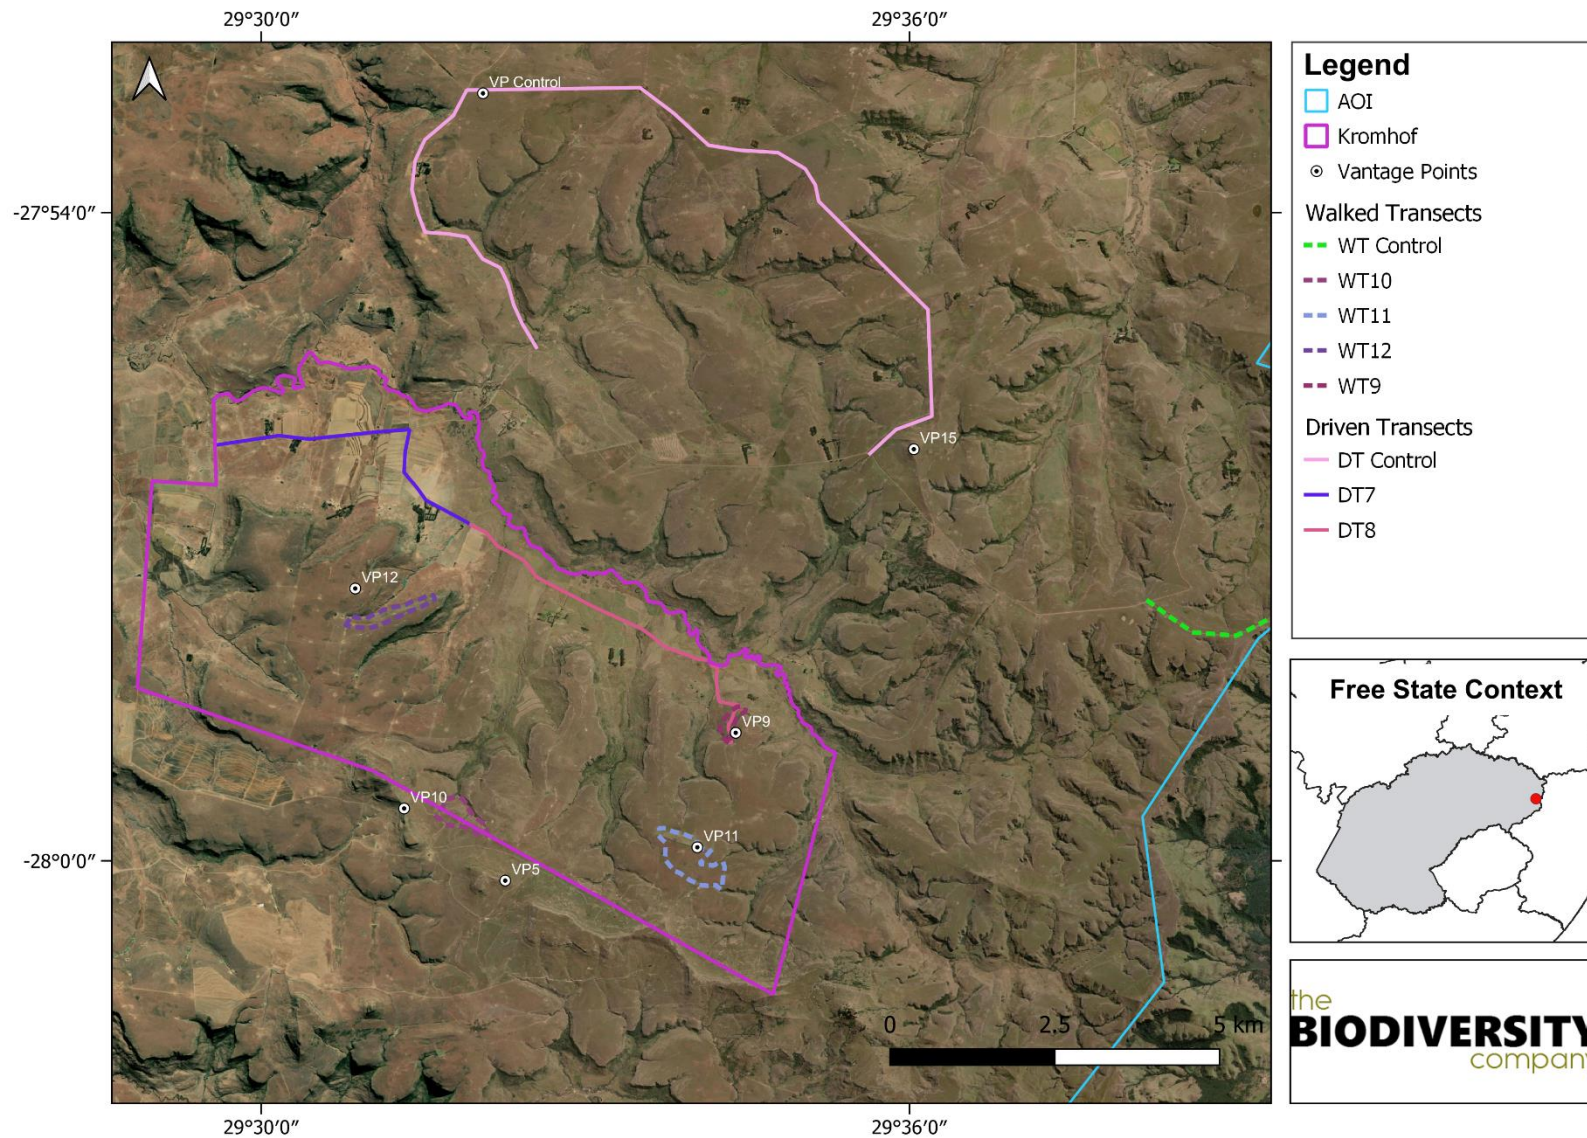 29°30′0″
29°36′0″
-27°54′0″
-28°0′0″
VP Control
VP15
VP12
VP9
VP10
VP11
VP5
0 2.5 5 km
29°30′0″
29°36′0″
Legend
AOI
Kromhof
Vantage Points
Walked Transects
WT Control
WT10
WT11
WT12
WT9
Driven Transects
DT Control
DT7
DT8
Free State Context
the
BIODIVERSITY
company